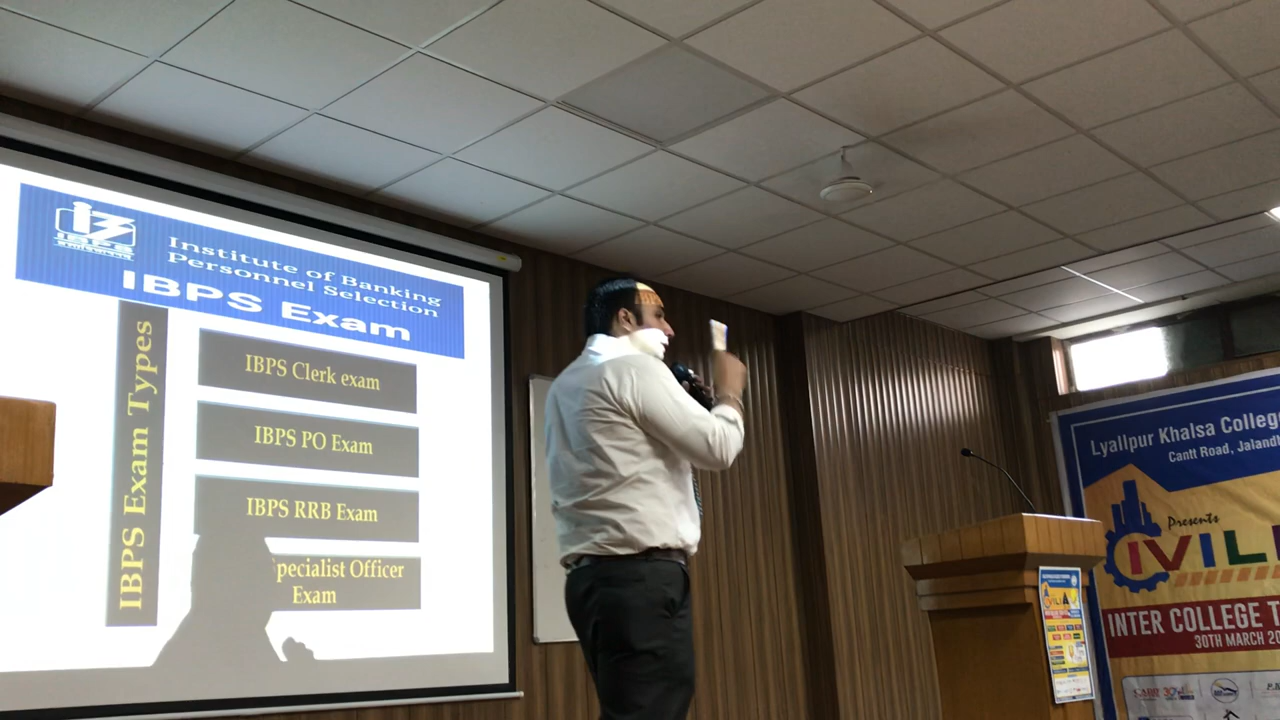 IBPS
Institute of Banking
Personnel Selection
IBPS Exam
IBPS Exam Types
IBPS Clerk exam
IBPS PO Exam
IBPS RRB Exam
pecialist Officer
Exam
Lyallpur Khalsa College
Cantt Road, Jalandh
Presents
CIVIL
INTER COLLEGE T
30TH MARCH 20